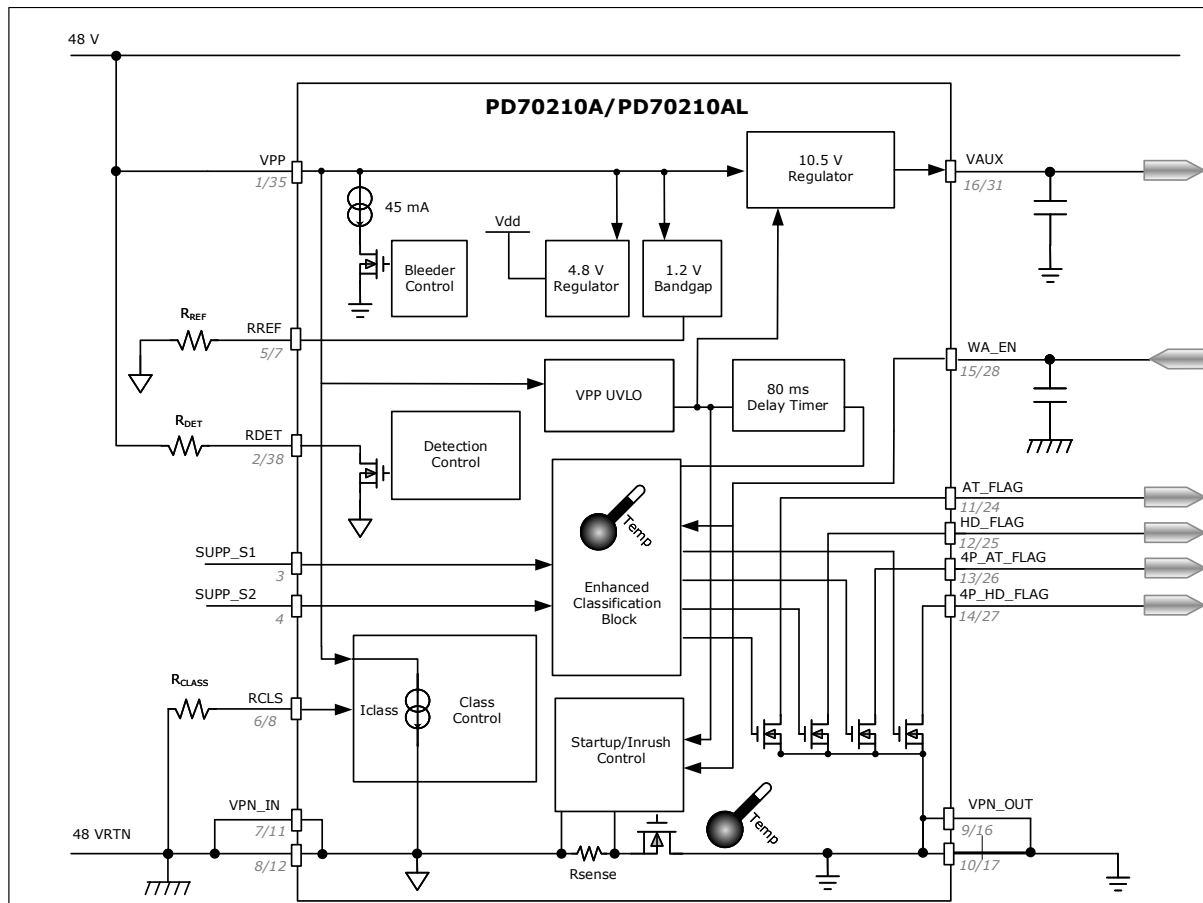 48 V
PD70210A/PD70210AL
VPP
1/35
45 mA
Bleeder
Control
Vdd
4.8 V
Regulator
1.2 V
Bandgap
10.5 V
Regulator
VAUX
16/31
RREF
RREF
5/7
WA_EN
15/28
VPP UVLO
80 ms
Delay Timer
RDET
RDET
2/38
Detection
Control
Temp
Enhanced
Classification
Block
AT_FLAG
11/24
HD_FLAG
12/25
4P_AT_FLAG
13/26
4P_HD_FLAG
14/27
SUPP_S1
3
SUPP_S2
4
RCLASS
RCLS
6/8
Iclass
Class
Control
Startup/Inrush
Control
Temp
VPN_IN
7/11
48 VRTN
8/12
Rsense
VPN_OUT
9/16
10/17